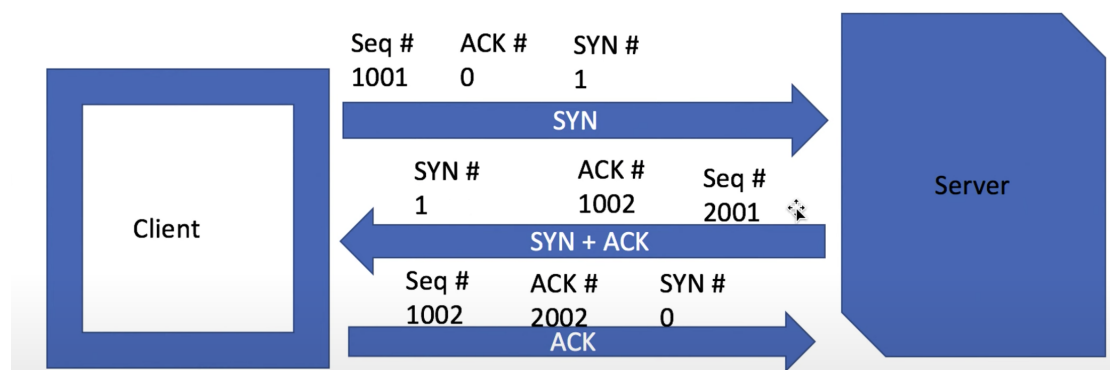 Seq # ACK # SYN #
1001 0 1
SYN
SYN # ACK # Seq #
1 1002 2001
Server
Client
SYN + ACK
Seq # ACK # SYN #
1002 2002 0
ACK